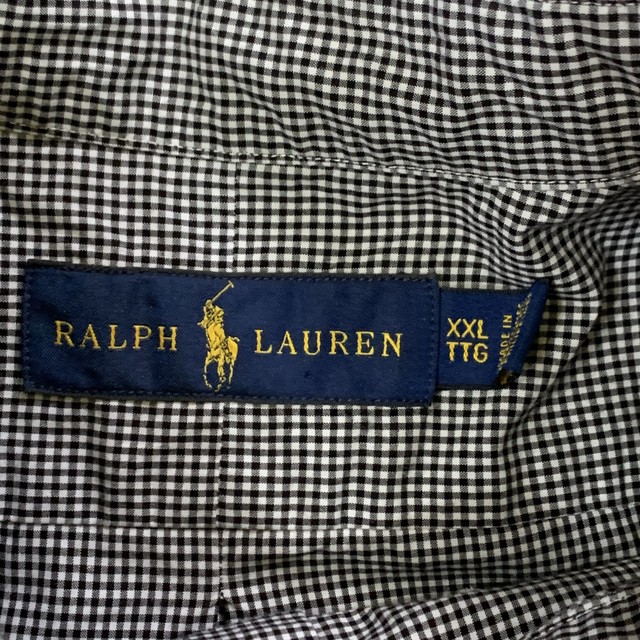 RALPH LAUREN
XXL
TTG
MADE IN